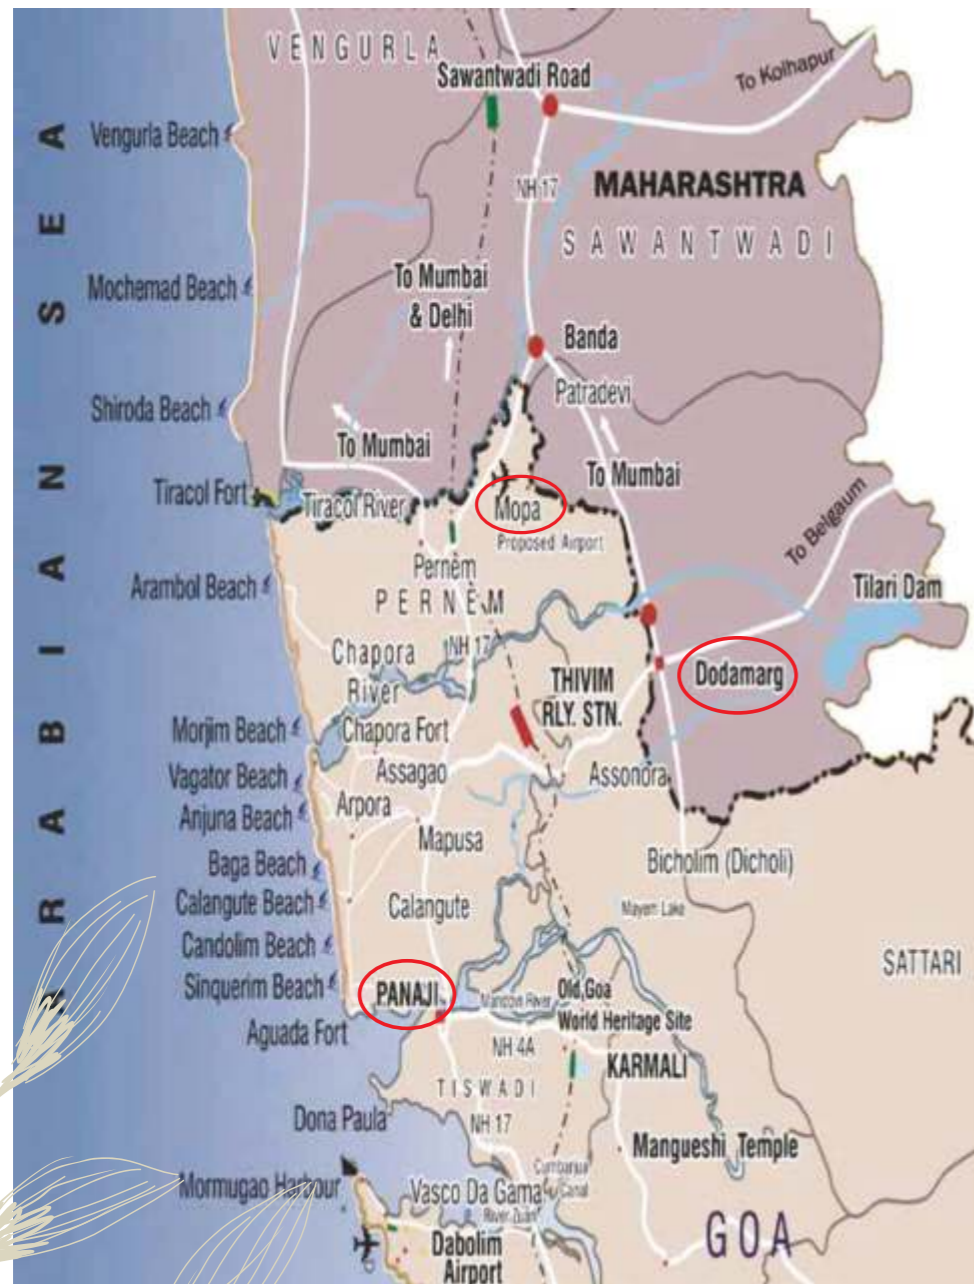 VENGURLA
Sawantwadi Road
To Kolhapur
Vengurla Beach
NH 17
MAHARASHTRA
SAWANTWADI
To Mumbai
& Delhi
Mochemad Beach
Banda
Patradevi
Shiroda Beach
To Mumbai
To Mumbai
Tiracol Fort
Tiracol River
Mopa
Proposed Airport
To Belgaum
Pernem
Arambol Beach
PERNEM
Tilari Dam
Chapora
River
NH 17
THIVIM
RLY. STN.
Dodamarg
Morjim Beach
Chapora Fort
Vagator Beach
Assagao
Assonora
Arpora
Anjuna Beach
Mapusa
Baga Beach
Bicholim (Dicholi)
Calangute Beach
Calangute
Mayem Lake
Candolim Beach
SATTARI
Sinquerim Beach
PANAJI
Mandovi River
Old Goa
World Heritage Site
Aguada Fort
NH 4A
KARMALI
TISWADI
Dona Paula
NH 17
Mangueshi Temple
Cumbarjua
Canal
Mormugao Harbour
Vasco Da Gama
River Zuari
GOA
Dabolim
Airport
ARABIAN SEA